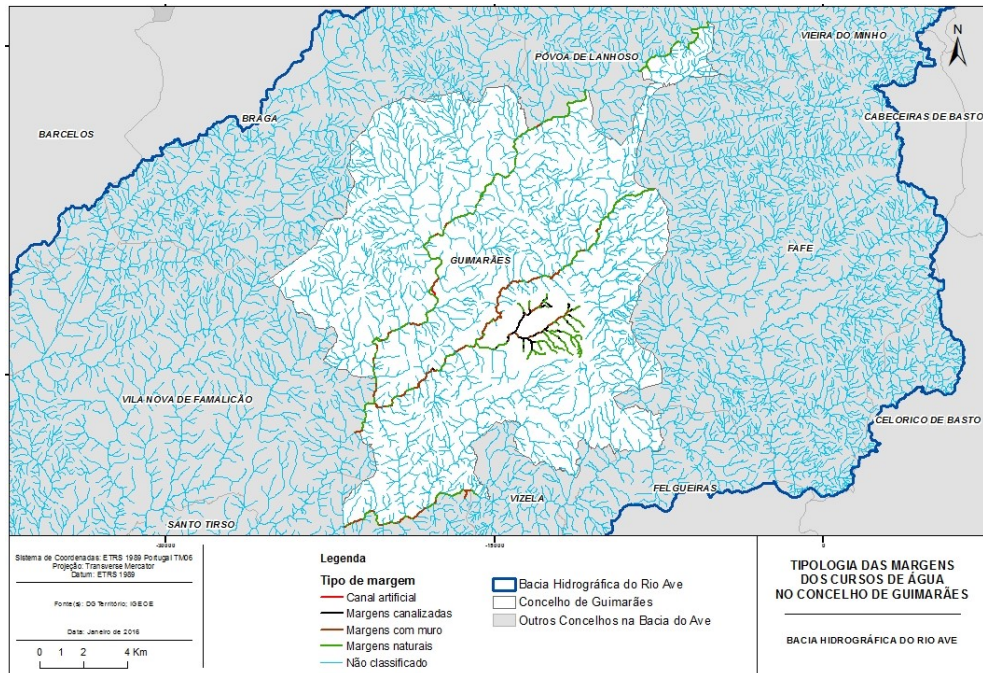 VIEIRA DO MINHO
N
PÓVOA DE LANHOSO
CABECEIRAS DE BASTO
BRAGA
BARCELOS
FAFE
GUIMARÃES
VILA NOVA DE FAMALICÃO
CELORICO DE BASTO
FELGUEIRAS
VIZELA
SANTO TIRSO
-30000
-15000
0
Sistema de Coordenadas: ETRS 1989 Portugal TM06
Projeção: Transverse Mercator
Datum: ETRS 1989
Fonte(s): DG Território; IGEOE
Data: Janeiro de 2016
0 1 2 4 Km
Legenda
Tipo de margem
Canal artificial
Margens canalizadas
Margens com muro
Margens naturais
Não classificado
Bacia Hidrográfica do Rio Ave
Concelho de Guimarães
Outros Concelhos na Bacia do Ave
TIPOLOGIA DAS MARGENS
DOS CURSOS DE ÁGUA
NO CONCELHO DE GUIMARÃES
BACIA HIDROGRÁFICA DO RIO AVE